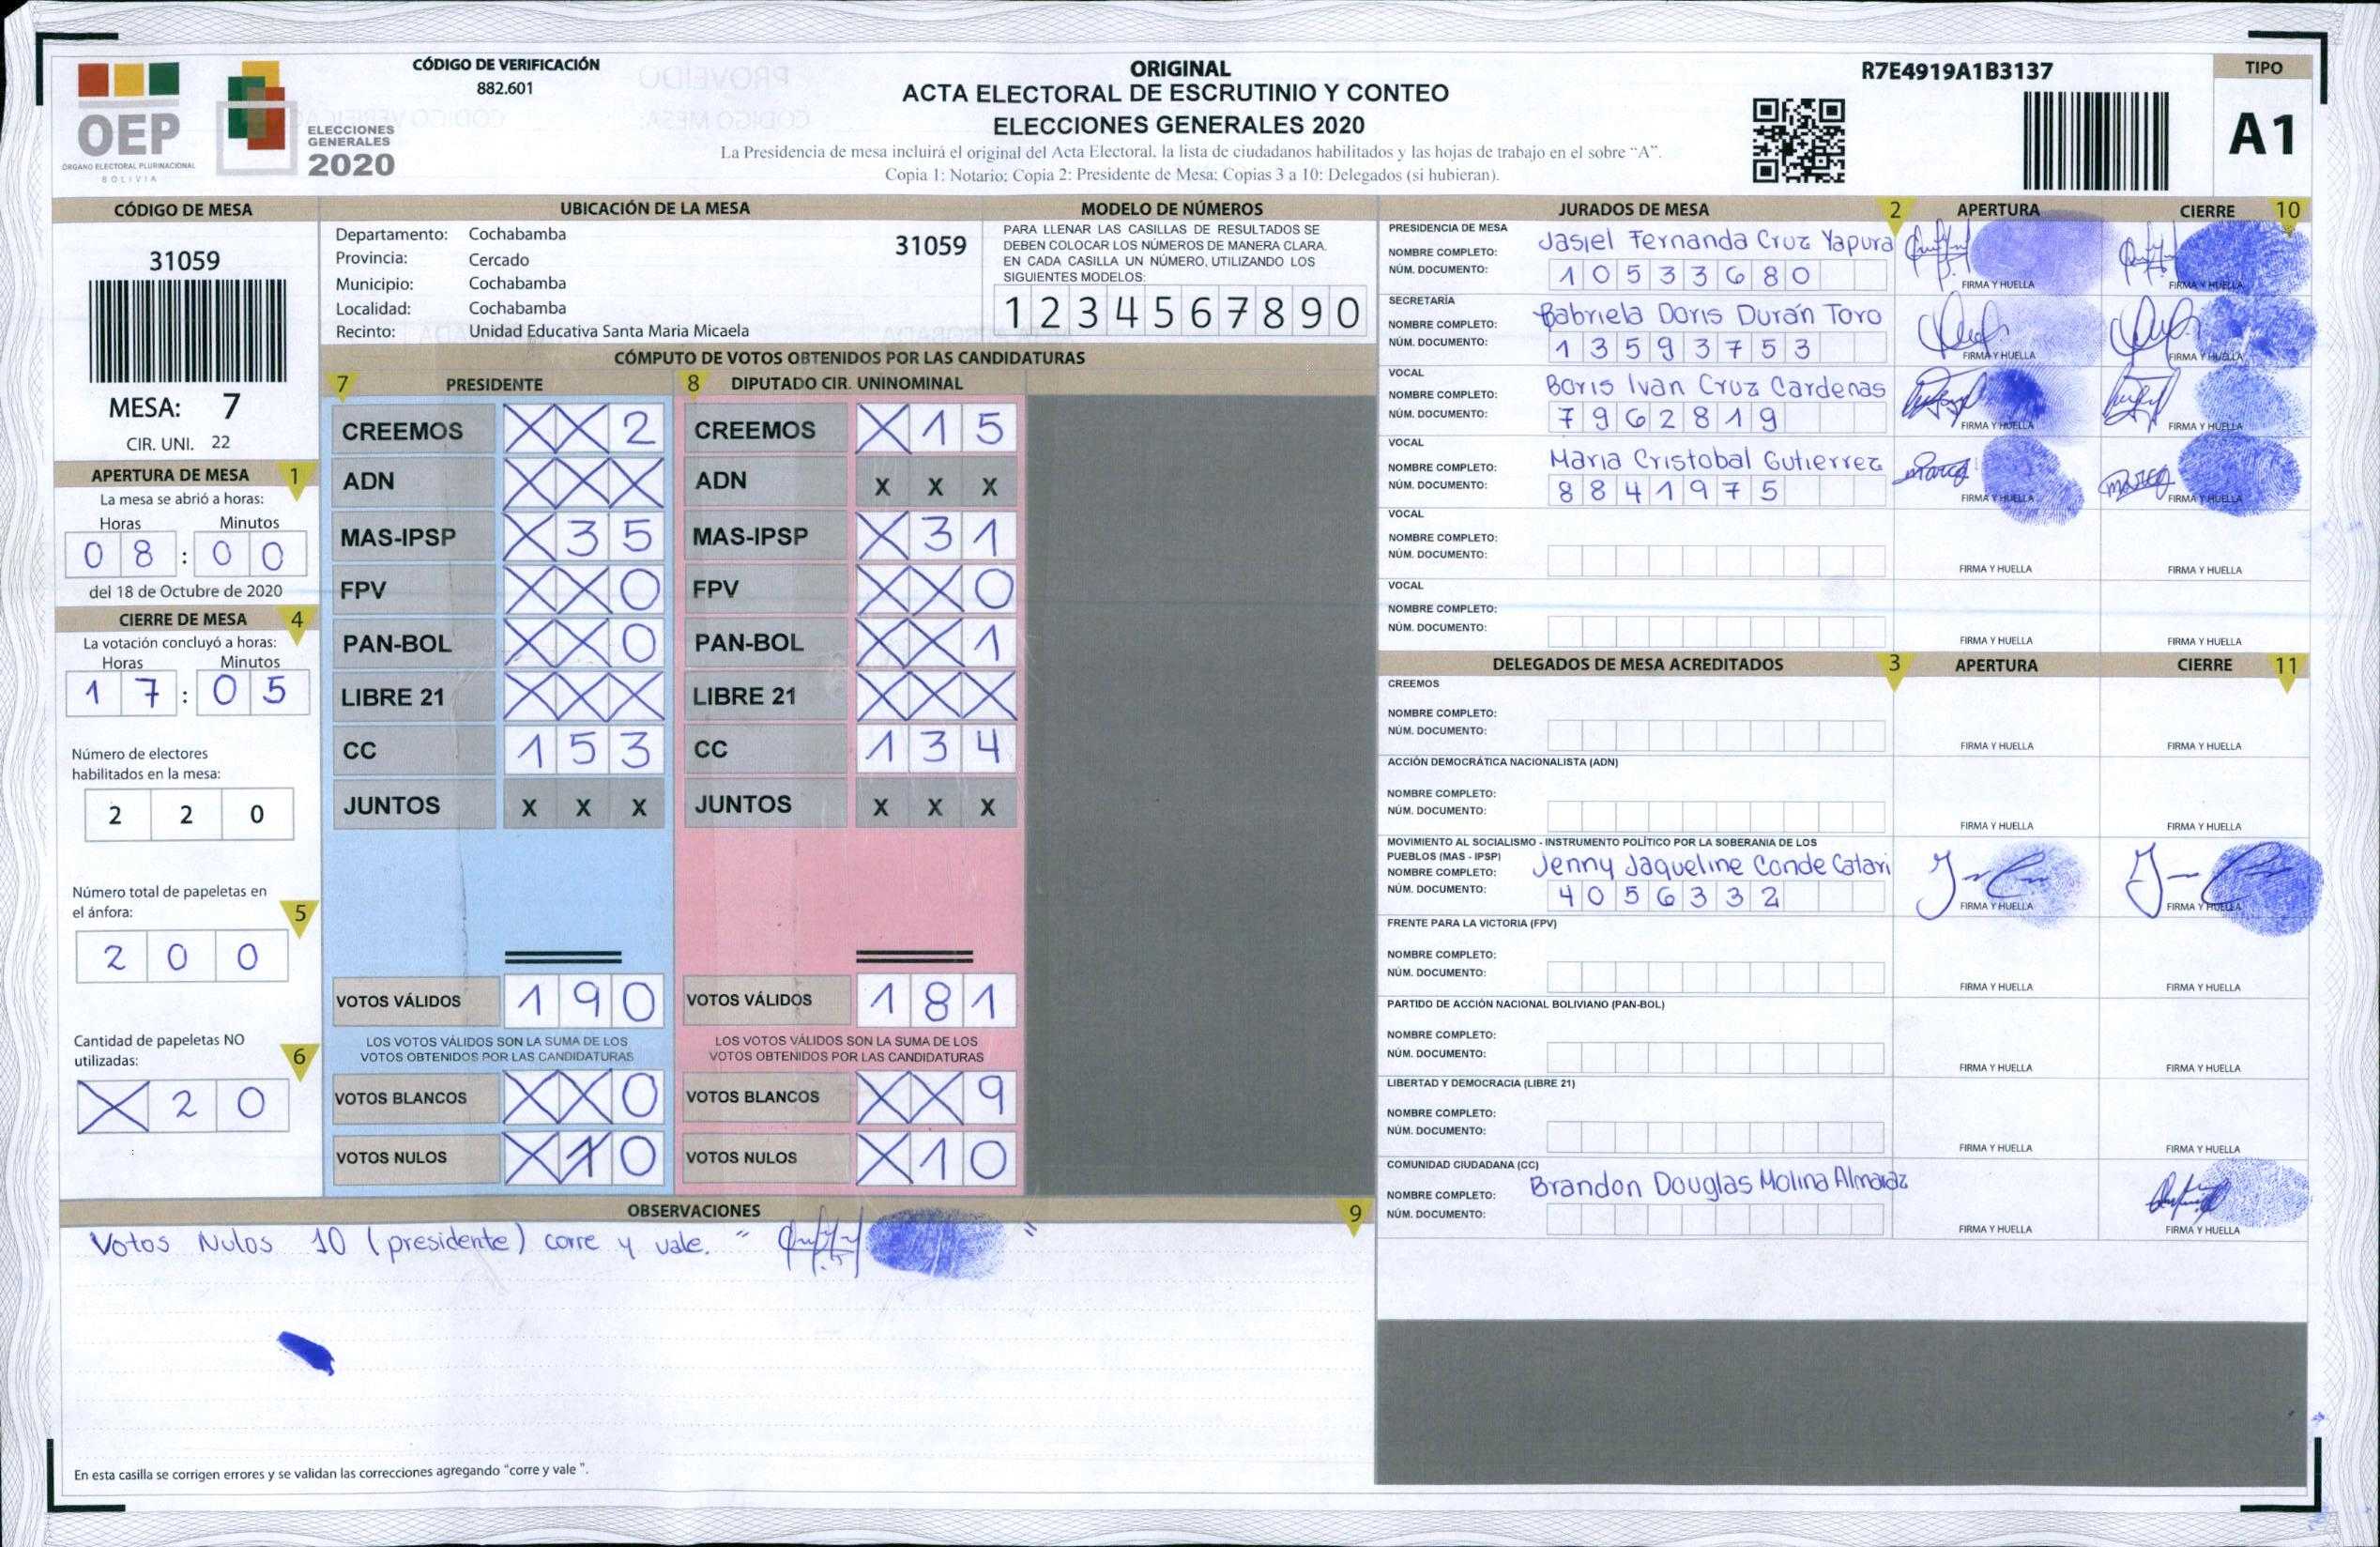 CÓDIGO DE VERIFICACIÓN
882.601
OEP
ÓRGANO ELECTORAL PLURINACIONAL
BOLIVIA
ELECCIONES
GENERALES
2020
ORIGINAL
ACTA ELECTORAL DE ESCRUTINIO Y CONTEO
ELECCIONES GENERALES 2020
La Presidencia de mesa incluirá el original del Acta Electoral, la lista de ciudadanos habilitados y las hojas de trabajo en el sobre "A".
Copia 1: Notario; Copia 2: Presidente de Mesa; Copias 3 a 10: Delegados (si hubieran).
R7E4919A1B3137
TIPO
A1
CÓDIGO DE MESA
31059
MESA: 7
CIR. UNI. 22
APERTURA DE MESA 1
La mesa se abrió a horas:
Horas Minutos
0 8 : 0 0
del 18 de Octubre de 2020
CIERRE DE MESA 4
La votación concluyó a horas:
Horas Minutos
1 7 : 0 5
Número de electores
habilitados en la mesa:
2 2 0
Número total de papeletas en
el ánfora: 5
2 0 0
Cantidad de papeletas NO
utilizadas: 6
X 2 0
UBICACIÓN DE LA MESA
Departamento: Cochabamba
31059
Provincia: Cercado
Municipio: Cochabamba
Localidad: Cochabamba
Recinto: Unidad Educativa Santa Maria Micaela
MODELO DE NÚMEROS
PARA LLENAR LAS CASILLAS DE RESULTADOS SE
DEBEN COLOCAR LOS NÚMEROS DE MANERA CLARA.
EN CADA CASILLA UN NÚMERO, UTILIZANDO LOS
SIGUIENTES MODELOS:
1 2 3 4 5 6 7 8 9 0
CÓMPUTO DE VOTOS OBTENIDOS POR LAS CANDIDATURAS
7 PRESIDENTE 8 DIPUTADO CIR. UNINOMINAL
CREEMOS X X 2 CREEMOS X 1 5
ADN X X X ADN X X X
MAS-IPSP X 3 5 MAS-IPSP X 3 1
FPV X X 0 FPV X X 0
PAN-BOL X X 0 PAN-BOL X X 1
LIBRE 21 X X X LIBRE 21 X X X
CC 1 5 3 CC 1 3 4
JUNTOS X X X JUNTOS X X X
VOTOS VÁLIDOS 1 9 0 VOTOS VÁLIDOS 1 8 1
LOS VOTOS VÁLIDOS SON LA SUMA DE LOS LOS VOTOS VÁLIDOS SON LA SUMA DE LOS
VOTOS OBTENIDOS POR LAS CANDIDATURAS VOTOS OBTENIDOS POR LAS CANDIDATURAS
VOTOS BLANCOS X X 0 VOTOS BLANCOS X X 9
VOTOS NULOS X 1 0 VOTOS NULOS X 1 0
OBSERVACIONES 9
Votos Nulos 10 (presidente) corre y vale. " "
En esta casilla se corrigen errores y se validan las correcciones agregando "corre y vale ".
JURADOS DE MESA 2 APERTURA CIERRE 10
PRESIDENCIA DE MESA
NOMBRE COMPLETO: Jasiel Fernanda Cruz Yapura
NÚM. DOCUMENTO: 1 0 5 3 3 6 8 0
FIRMA Y HUELLA FIRMA Y HUELLA
SECRETARÍA
NOMBRE COMPLETO: Gabriela Doris Durán Toro
NÚM. DOCUMENTO: 1 3 5 9 3 7 5 3
FIRMA Y HUELLA FIRMA Y HUELLA
VOCAL
NOMBRE COMPLETO: Boris Ivan Cruz Cardenas
NÚM. DOCUMENTO: 7 9 6 2 8 1 9
FIRMA Y HUELLA FIRMA Y HUELLA
VOCAL
NOMBRE COMPLETO: Maria Cristobal Gutierrez
NÚM. DOCUMENTO: 8 8 4 1 9 7 5
FIRMA Y HUELLA FIRMA Y HUELLA
VOCAL
NOMBRE COMPLETO:
NÚM. DOCUMENTO:
FIRMA Y HUELLA FIRMA Y HUELLA
VOCAL
NOMBRE COMPLETO:
NÚM. DOCUMENTO:
FIRMA Y HUELLA FIRMA Y HUELLA
DELEGADOS DE MESA ACREDITADOS 3 APERTURA CIERRE 11
CREEMOS
NOMBRE COMPLETO:
NÚM. DOCUMENTO:
FIRMA Y HUELLA FIRMA Y HUELLA
ACCIÓN DEMOCRÁTICA NACIONALISTA (ADN)
NOMBRE COMPLETO:
NÚM. DOCUMENTO:
FIRMA Y HUELLA FIRMA Y HUELLA
MOVIMIENTO AL SOCIALISMO - INSTRUMENTO POLÍTICO POR LA SOBERANIA DE LOS
PUEBLOS (MAS - IPSP)
NOMBRE COMPLETO: Jenny Jaqueline Conde Catari
NÚM. DOCUMENTO: 4 0 5 6 3 3 2
FIRMA Y HUELLA FIRMA Y HUELLA
FRENTE PARA LA VICTORIA (FPV)
NOMBRE COMPLETO:
NÚM. DOCUMENTO:
FIRMA Y HUELLA FIRMA Y HUELLA
PARTIDO DE ACCIÓN NACIONAL BOLIVIANO (PAN-BOL)
NOMBRE COMPLETO:
NÚM. DOCUMENTO:
FIRMA Y HUELLA FIRMA Y HUELLA
LIBERTAD Y DEMOCRACIA (LIBRE 21)
NOMBRE COMPLETO:
NÚM. DOCUMENTO:
FIRMA Y HUELLA FIRMA Y HUELLA
COMUNIDAD CIUDADANA (CC)
NOMBRE COMPLETO: Brandon Douglas Molina Almaraz
NÚM. DOCUMENTO:
FIRMA Y HUELLA FIRMA Y HUELLA